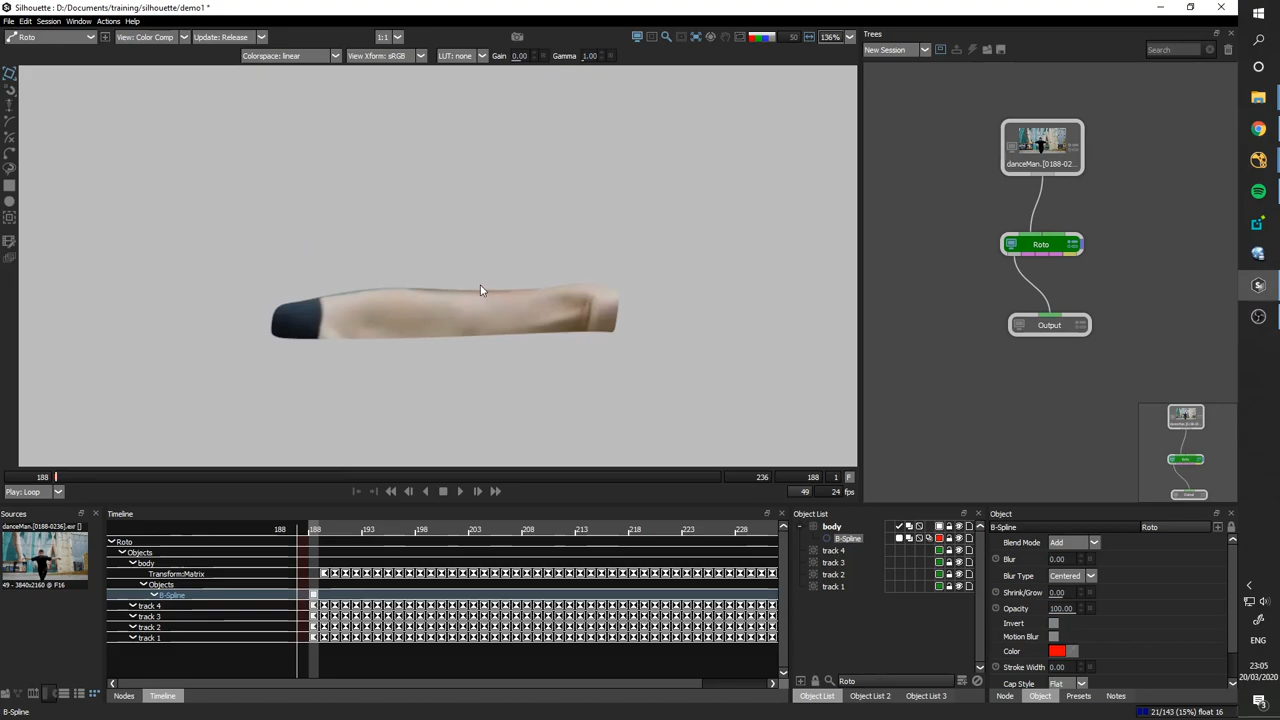 Silhouette : D:/Documents/training/silhouette/demo1 *
File Edit Session Window Actions Help
Roto View: Color Comp Update: Release 1:1 50 136%
Colorspace: linear View Xform: sRGB LUT: none Gain 0.00 Gamma 1.00
Trees
New Session Search
danceMan.[0188-02...
Roto
Output
188 236 188 1 F
Play: Loop 49 24 fps
Sources
danceMan.[0188-0236].exr []
49 - 3840x2160 @ F16
Timeline
188 188 193 198 203 208 213 218 223 228
Roto
Objects
body
Transform:Matrix
Objects
B-Spline
track 4
track 3
track 2
track 1
Nodes Timeline
Object List
body
B-Spline
track 4
track 3
track 2
track 1
Roto
Object List Object List 2 Object List 3
Object
B-Spline Roto
Blend Mode Add
Blur 0.00
Blur Type Centered
Shrink/Grow 0.00
Opacity 100.00
Invert
Motion Blur
Color
Stroke Width 0.00
Cap Style Flat
Node Object Presets Notes
B-Spline 21/143 (15%) float 16
ENG
23:05
20/03/2020
3